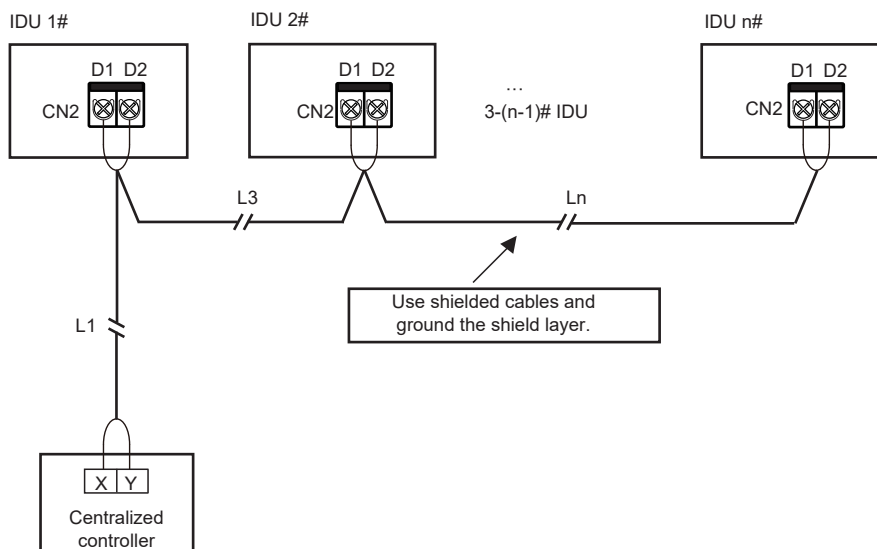 IDU 1#
IDU 2#
IDU n#
D1 D2
D1 D2
D1 D2
CN2
CN2
CN2
...
3-(n-1)# IDU
L3
Ln
Use shielded cables and
ground the shield layer.
L1
X Y
Centralized
controller